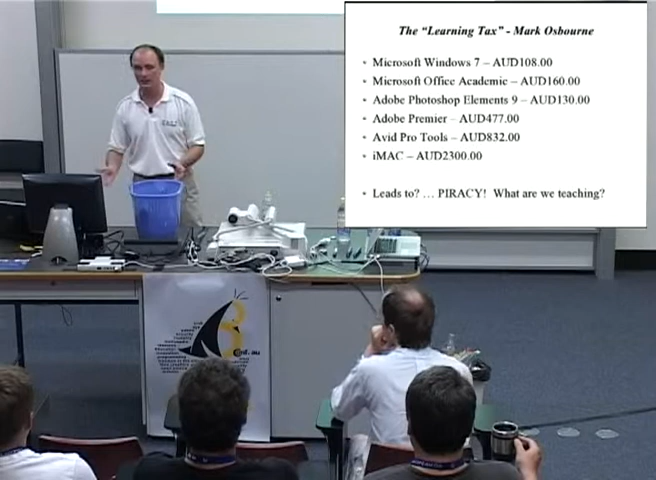 The "Learning Tax" - Mark Osbourne
• Microsoft Windows 7 – AUD108.00
• Microsoft Office Academic – AUD160.00
• Adobe Photoshop Elements 9 – AUD130.00
• Adobe Premier – AUD477.00
• Avid Pro Tools – AUD832.00
• iMAC – AUD2300.00
• Leads to? … PIRACY! What are we teaching?